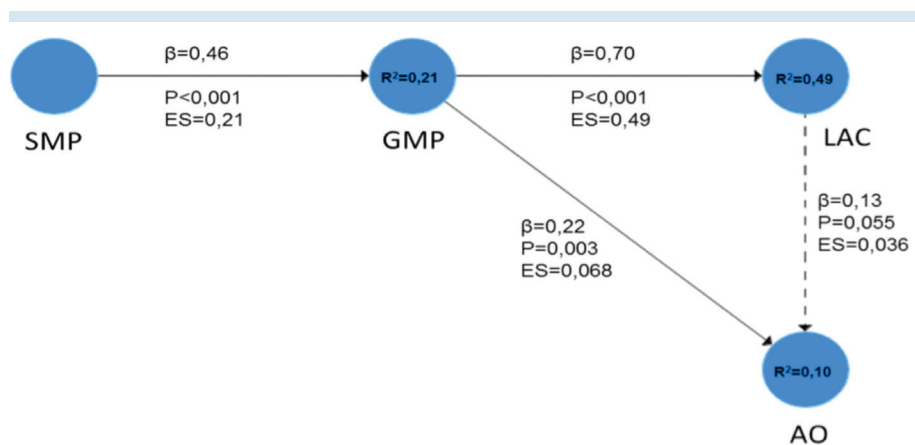 β=0,46
P<0,001
ES=0,21
SMP
R²=0,21
GMP
β=0,70
P<0,001
ES=0,49
R²=0,49
LAC
β=0,22
P=0,003
ES=0,068
β=0,13
P=0,055
ES=0,036
R²=0,10
AO